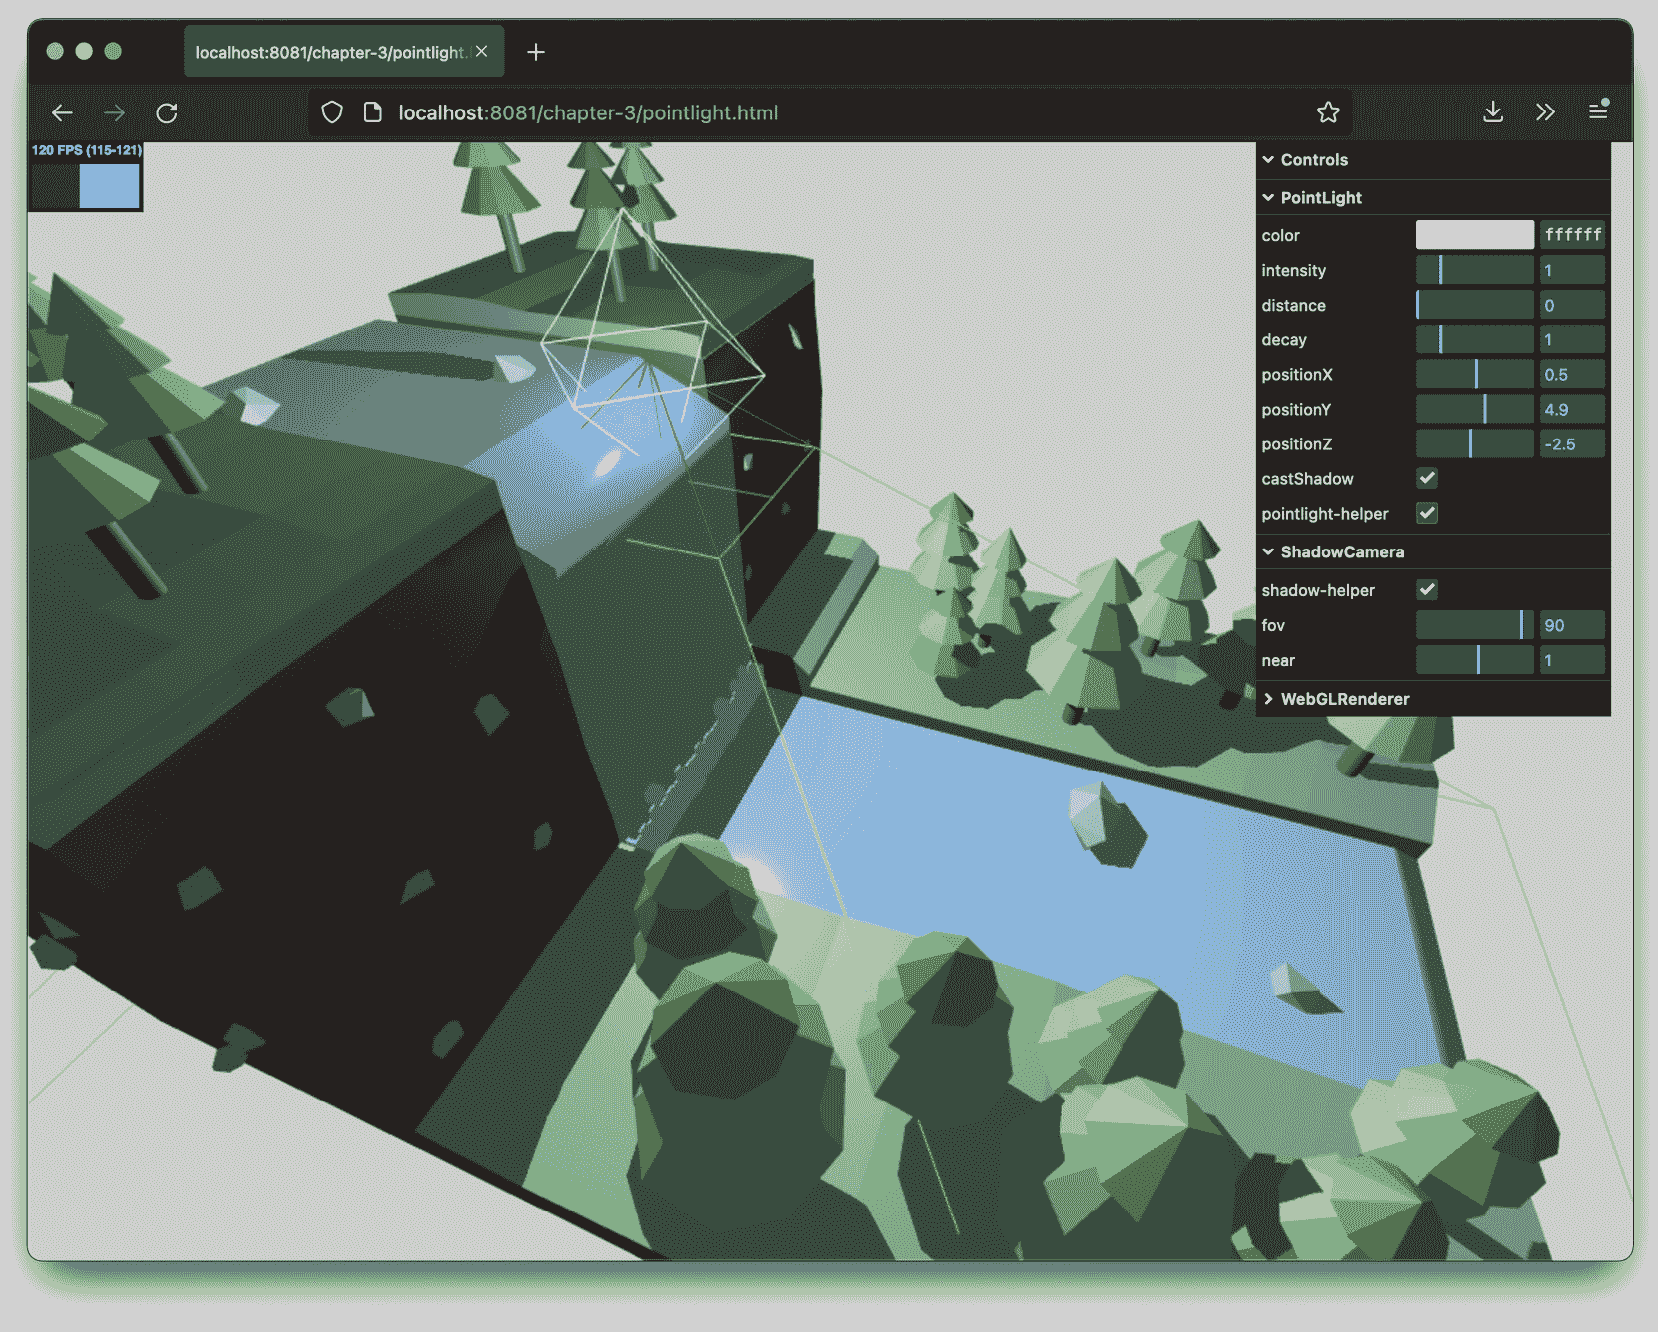 localhost:8081/chapter-3/pointlight.
localhost:8081/chapter-3/pointlight.html
120 FPS (115-121)
Controls
PointLight
color ffffff
intensity 1
distance 0
decay 1
positionX 0.5
positionY 4.9
positionZ -2.5
castShadow
pointlight-helper
ShadowCamera
shadow-helper
fov 90
near 1
WebGLRenderer